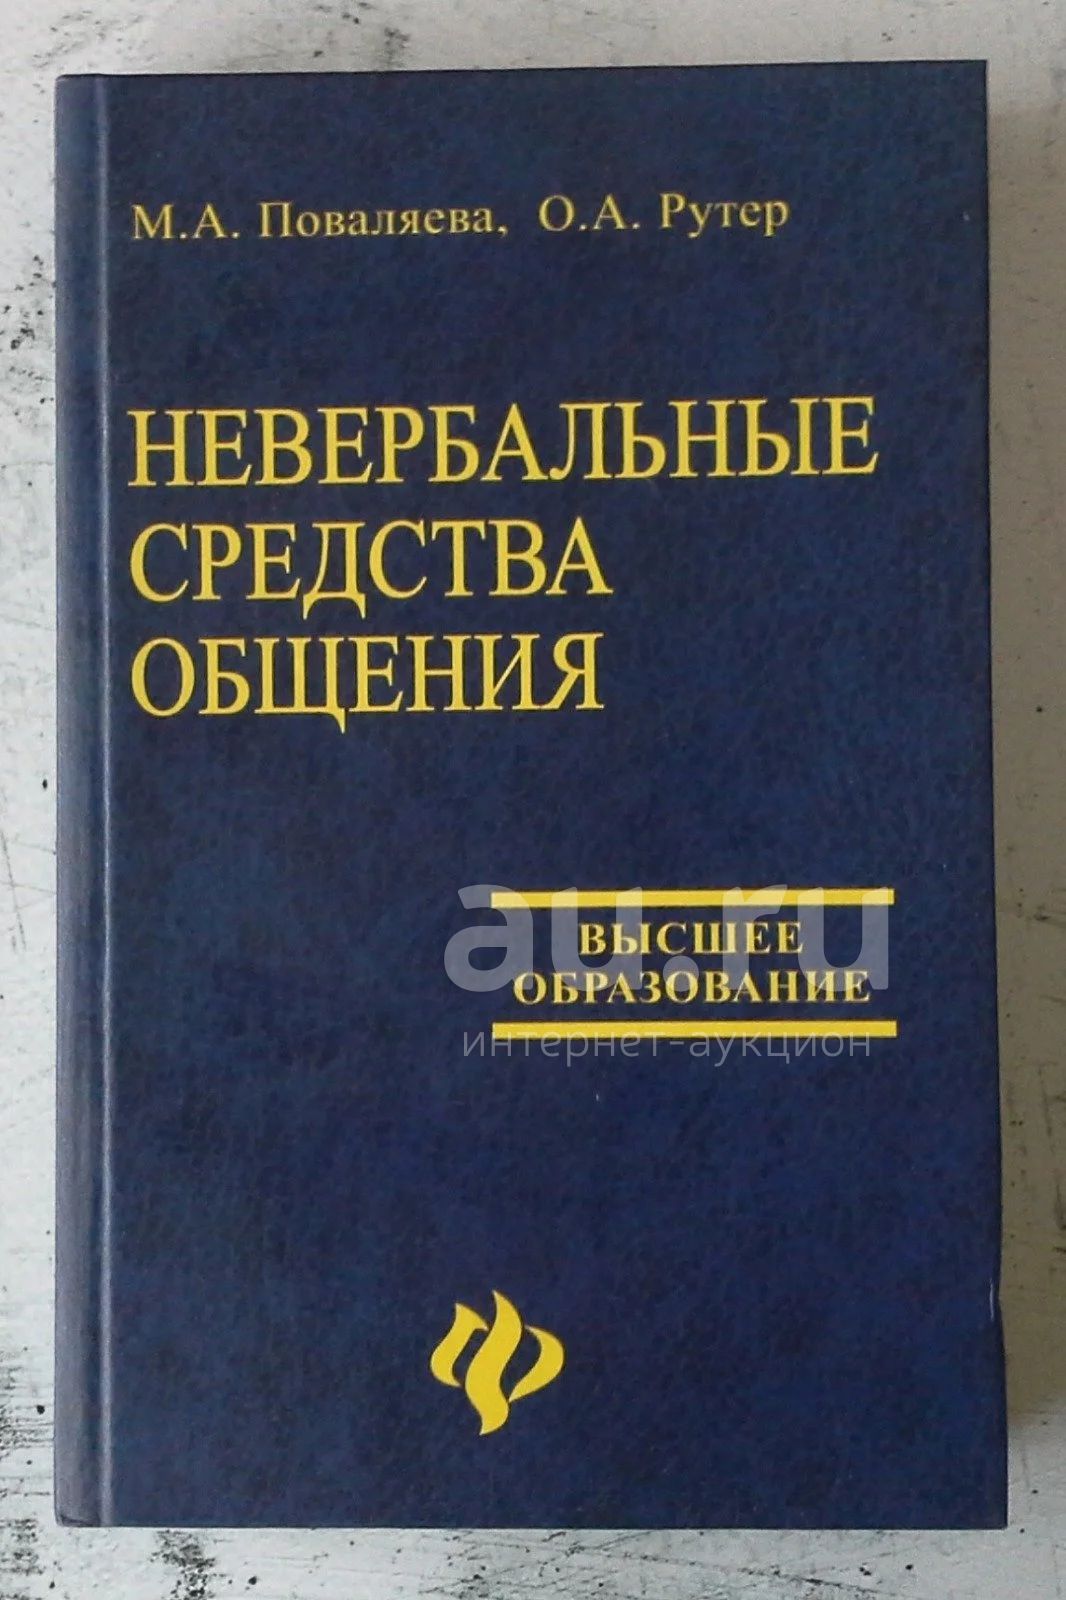 М.А. Поваляева, О.А. Рутер
НЕВЕРБАЛЬНЫЕ
СРЕДСТВА
ОБЩЕНИЯ
au.ru
ВЫСШЕЕ
ОБРАЗОВАНИЕ
интернет-аукцион